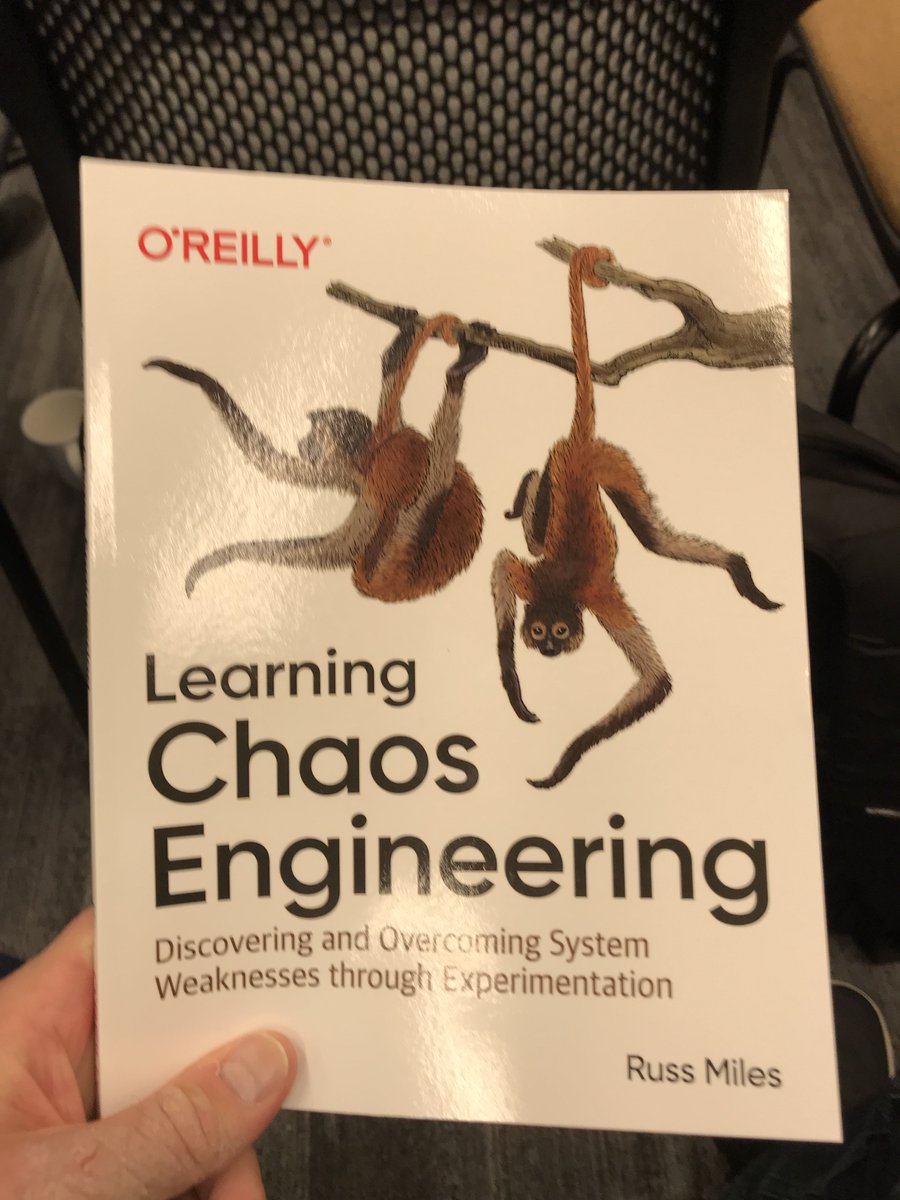 O'REILLY®
Learning
Chaos
Engineering
Discovering and Overcoming System
Weaknesses through Experimentation
Russ Miles